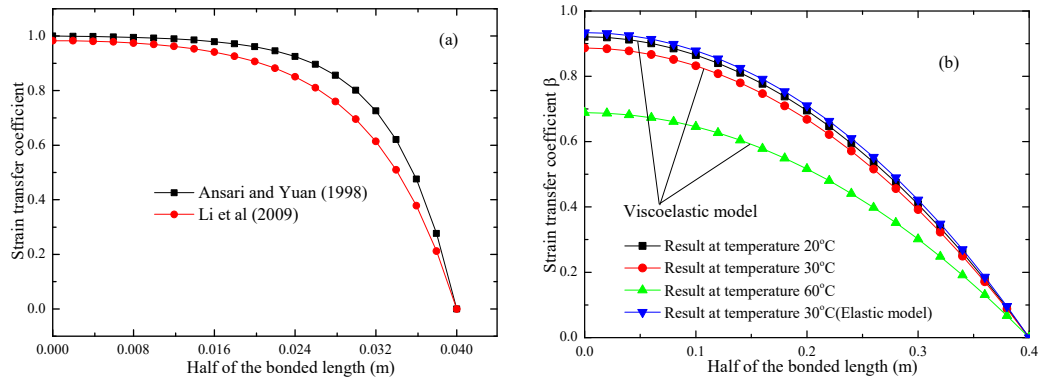 (a)
Strain transfer coefficient
1.0
0.8
0.6
0.4
0.2
0.0
Ansari and Yuan (1998)
Li et al (2009)
0.000 0.008 0.016 0.024 0.032 0.040
Half of the bonded length (m)
(b)
Strain transfer coefficient β
1.0
0.8
0.6
0.4
0.2
0.0
Viscoelastic model
Result at temperature 20°C
Result at temperature 30°C
Result at temperature 60°C
Result at temperature 30°C(Elastic model)
0.0 0.1 0.2 0.3 0.4
Half of the bonded length (m)